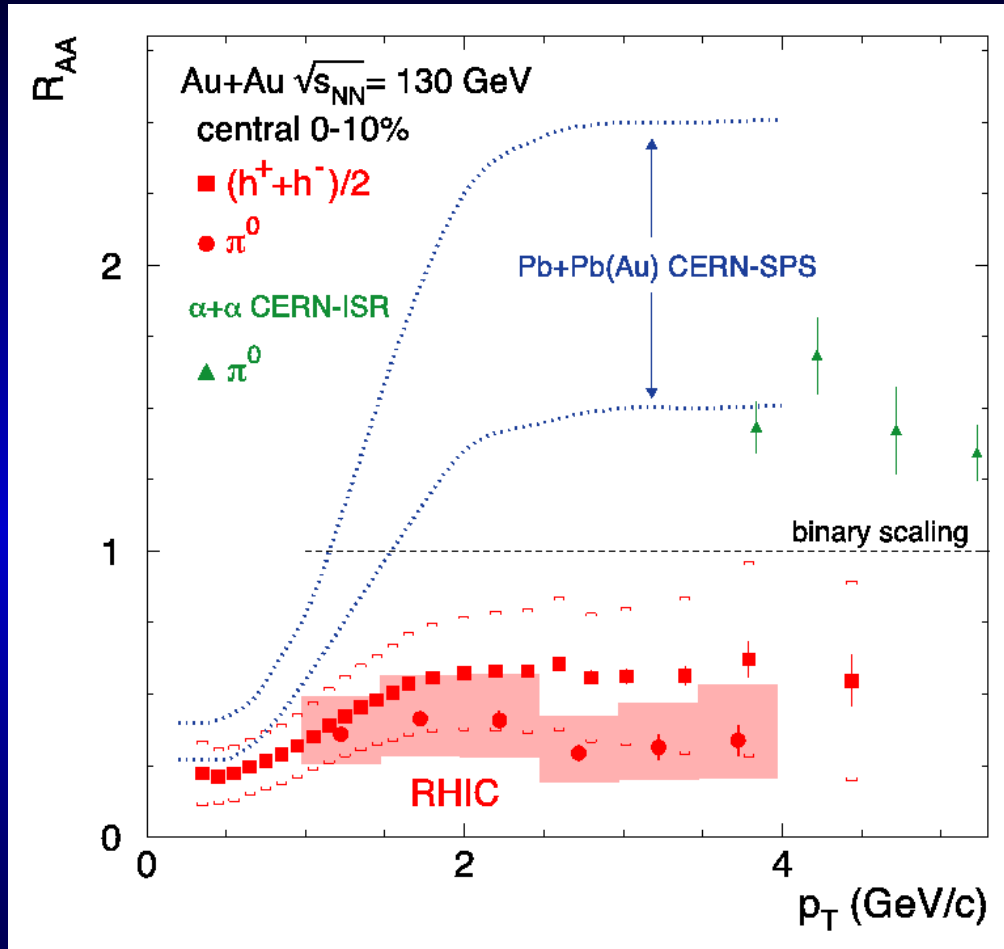 R_AA
Au+Au √s_NN = 130 GeV
central 0-10%
(h⁺+h⁻)/2
π⁰
α+α CERN-ISR
π⁰
Pb+Pb(Au) CERN-SPS
binary scaling
RHIC
2
1
0
0
2
4
p_T (GeV/c)